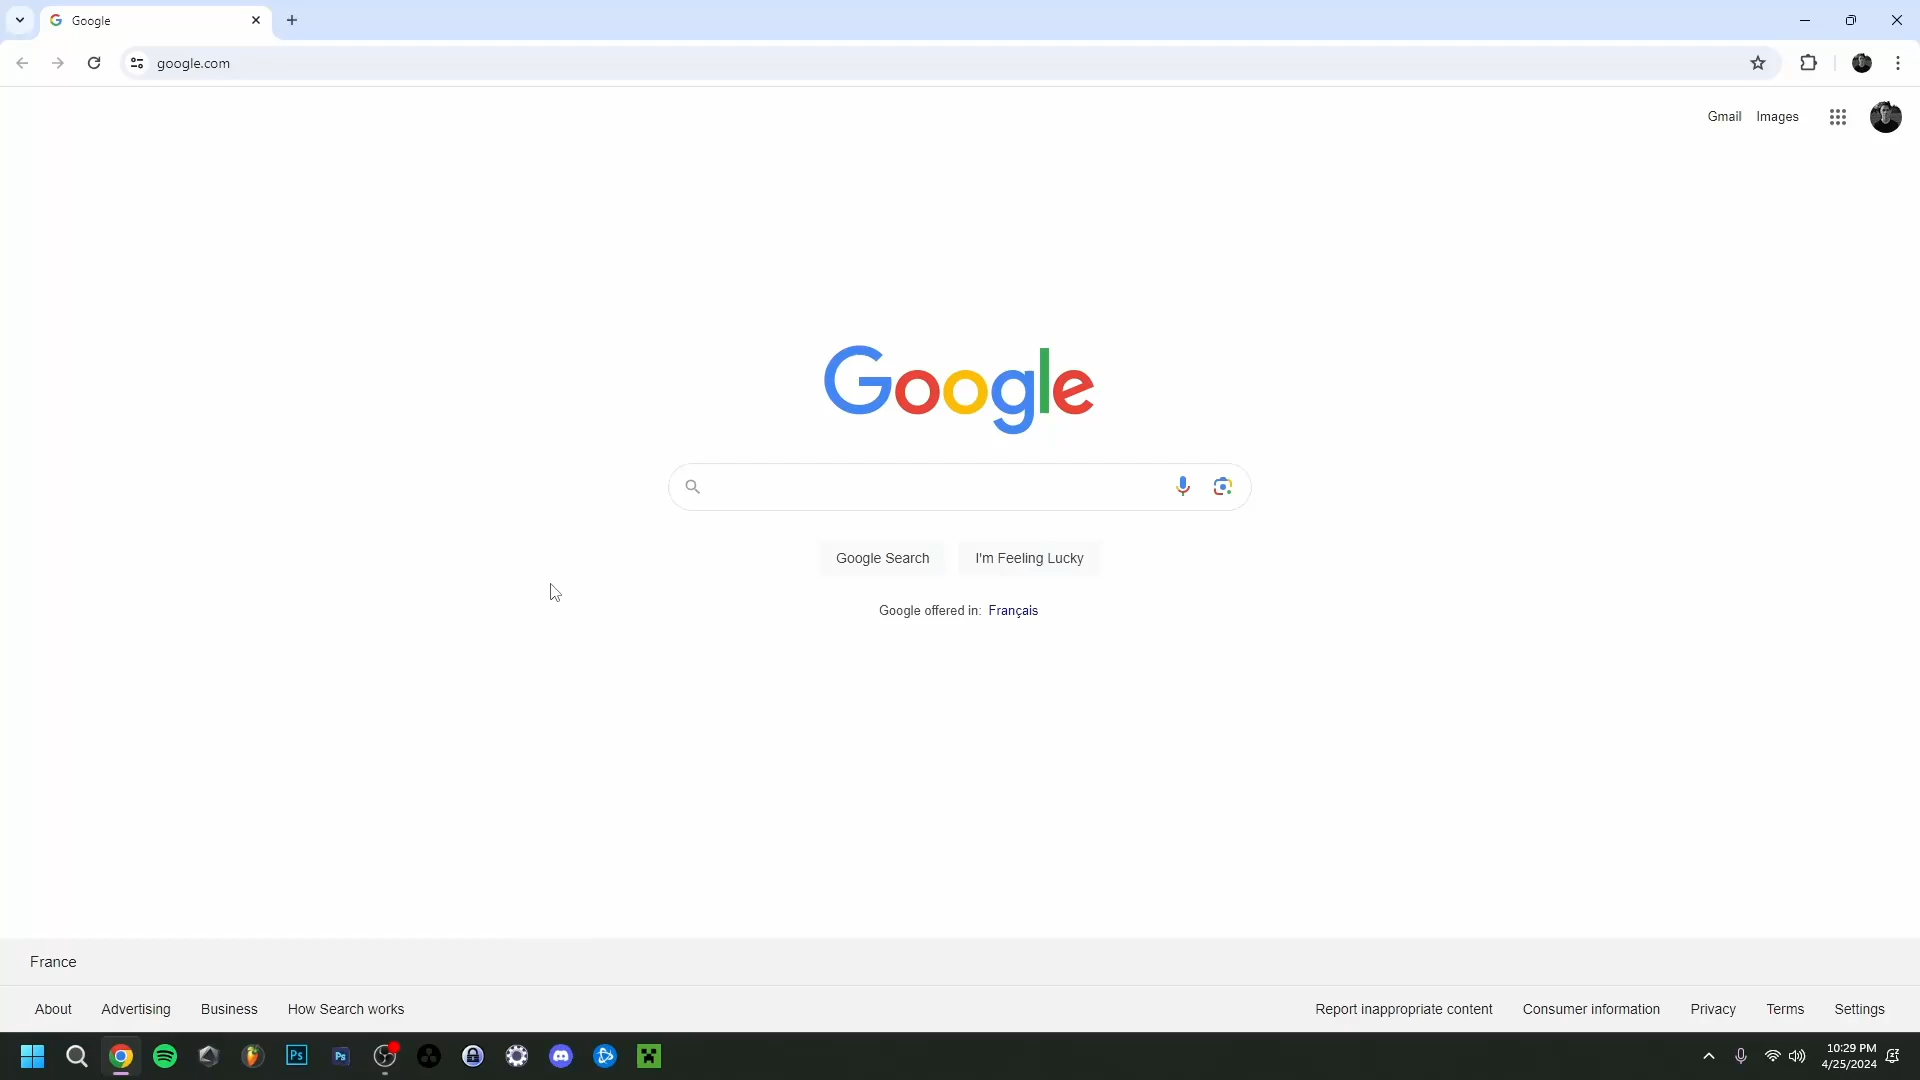 Google
google.com
Gmail Images
Google
Google Search I'm Feeling Lucky
Google offered in: Français
France
About Advertising Business How Search works Report inappropriate content Consumer information Privacy Terms Settings
Ps Ps 10:29 PM
4/25/2024